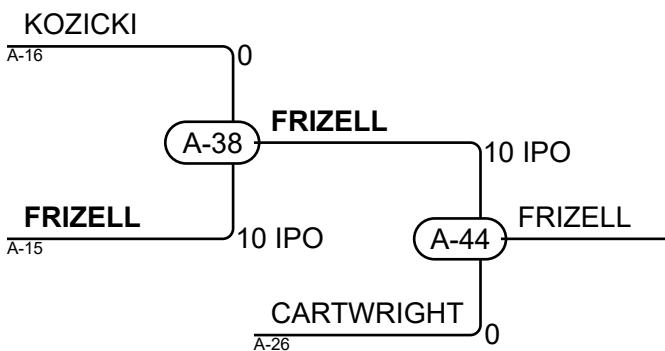 KOZICKI
A-16
0
A-38
FRIZELL
10 IPO
FRIZELL
A-15
10 IPO
A-44
FRIZELL
CARTWRIGHT
A-26
0